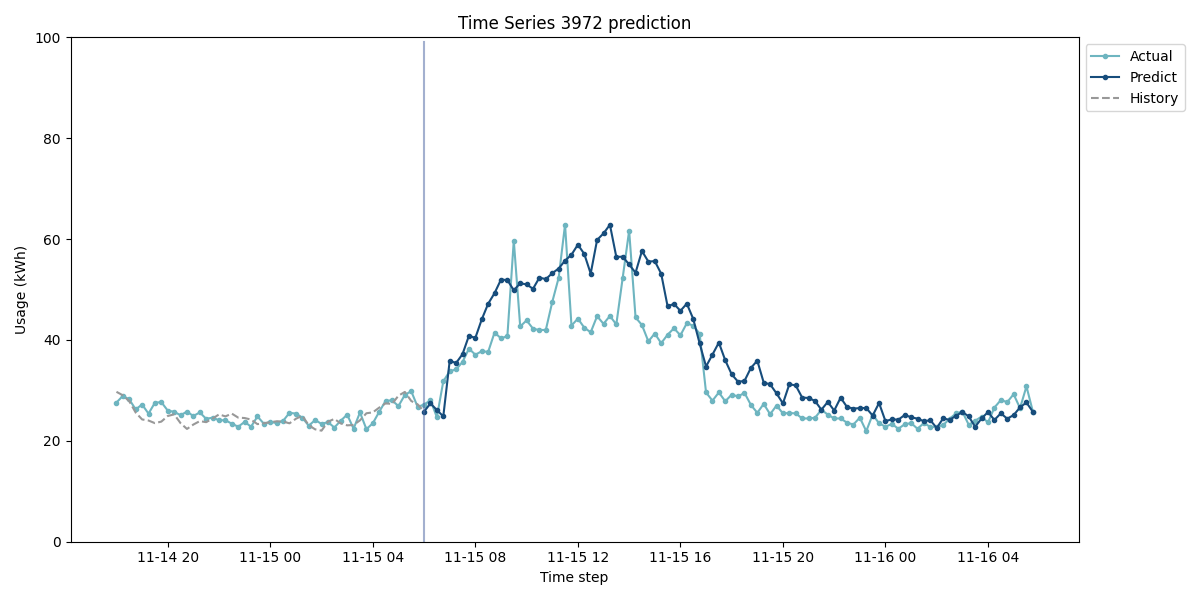 Time Series 3972 prediction
100
80
60
40
20
0
Usage (kWh)
11-14 20
11-15 00
11-15 04
11-15 08
11-15 12
11-15 16
11-15 20
11-16 00
11-16 04
Time step
Actual
Predict
History